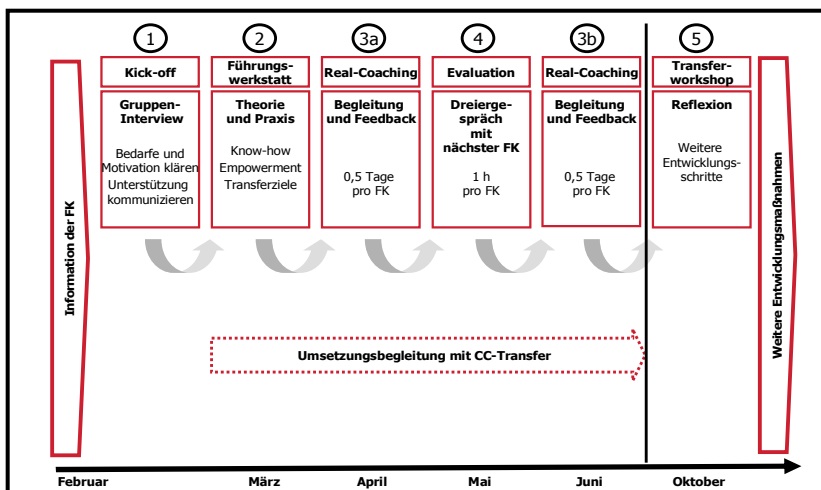 1
2
3a
4
3b
5
Kick-off
Führungs-
werkstatt
Real-Coaching
Evaluation
Real-Coaching
Transfer-
workshop
Gruppen-
Interview
Bedarfe und
Motivation klären
Unterstützung
kommunizieren
Theorie
und Praxis
Know-how
Empowerment
Transferziele
Begleitung
und Feedback
0,5 Tage
pro FK
Dreierge-
spräch
mit
nächster FK
1 h
pro FK
Begleitung
und Feedback
0,5 Tage
pro FK
Reflexion
Weitere
Entwicklungs-
schritte
Information der FK
Weitere Entwicklungsmaßnahmen
Umsetzungsbegleitung mit CC-Transfer
Februar
März
April
Mai
Juni
Oktober